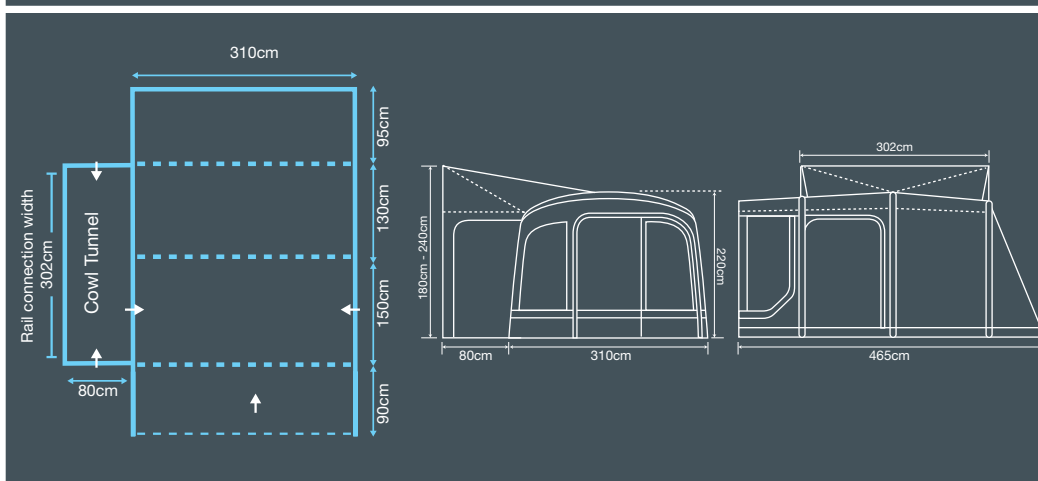 310cm
95cm
130cm
150cm
90cm
Rail connection width
302cm
Cowl Tunnel
80cm
180cm - 240cm
220cm
80cm
310cm
302cm
465cm